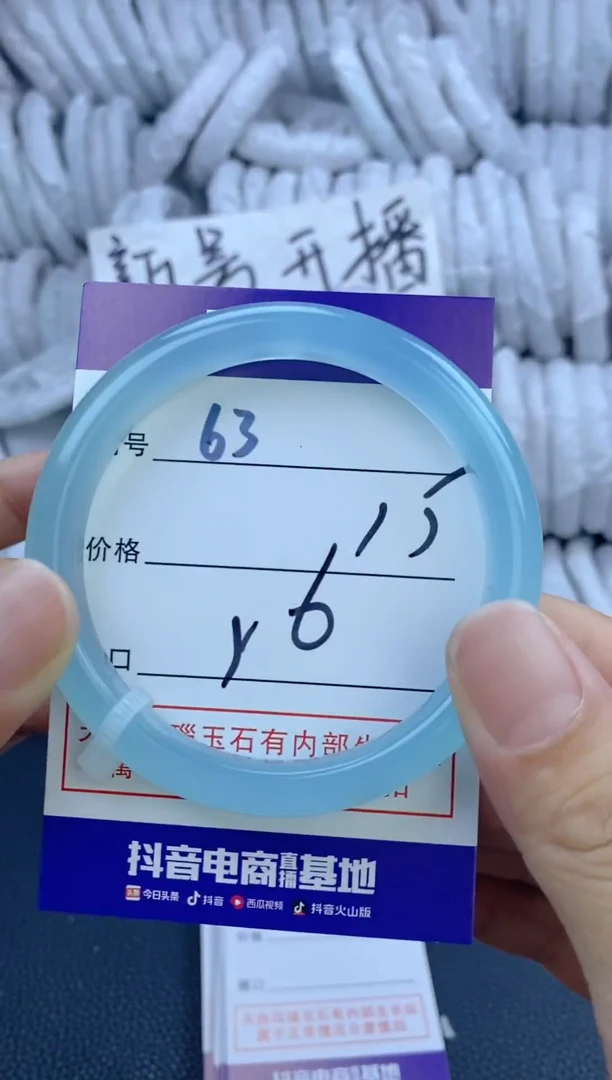 新号开播
号 63
价格
y 6 15
口
瑙玉石有内部
抖音电商直播基地
今日头条 抖音 西瓜视频 抖音火山版